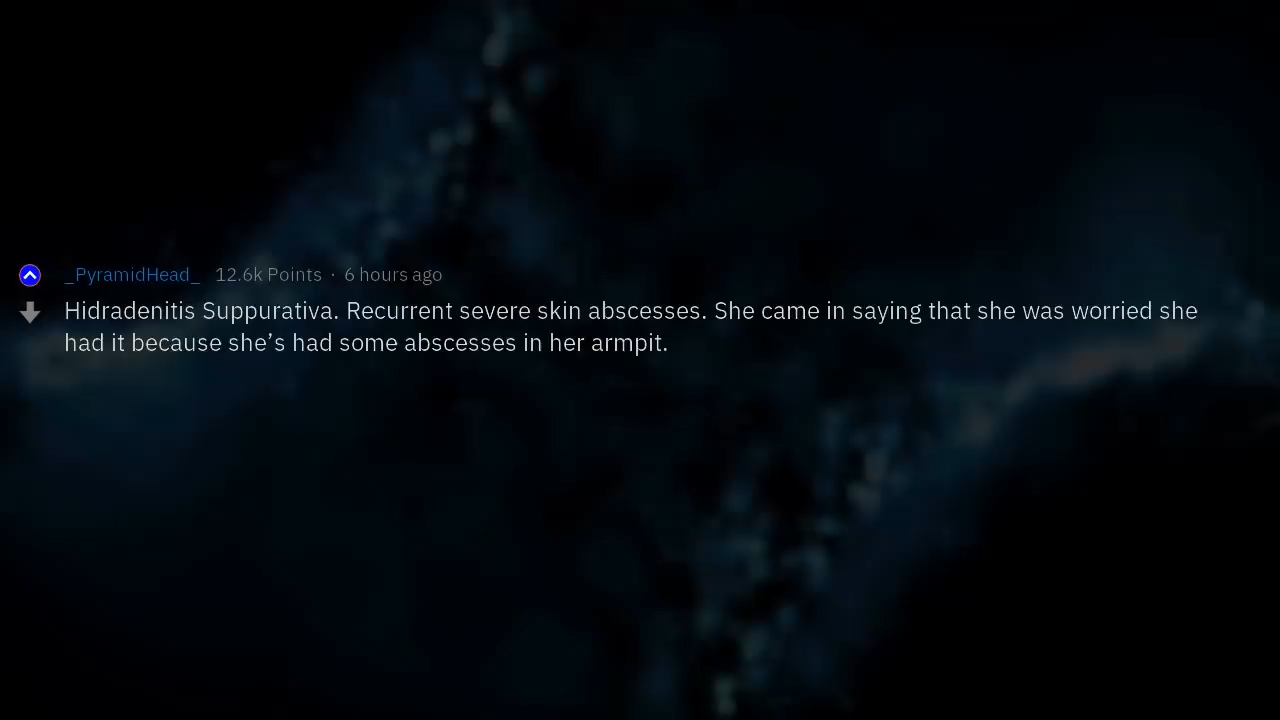 _PyramidHead_ 12.6k Points · 6 hours ago
Hidradenitis Suppurativa. Recurrent severe skin abscesses. She came in saying that she was worried she
had it because she’s had some abscesses in her armpit.